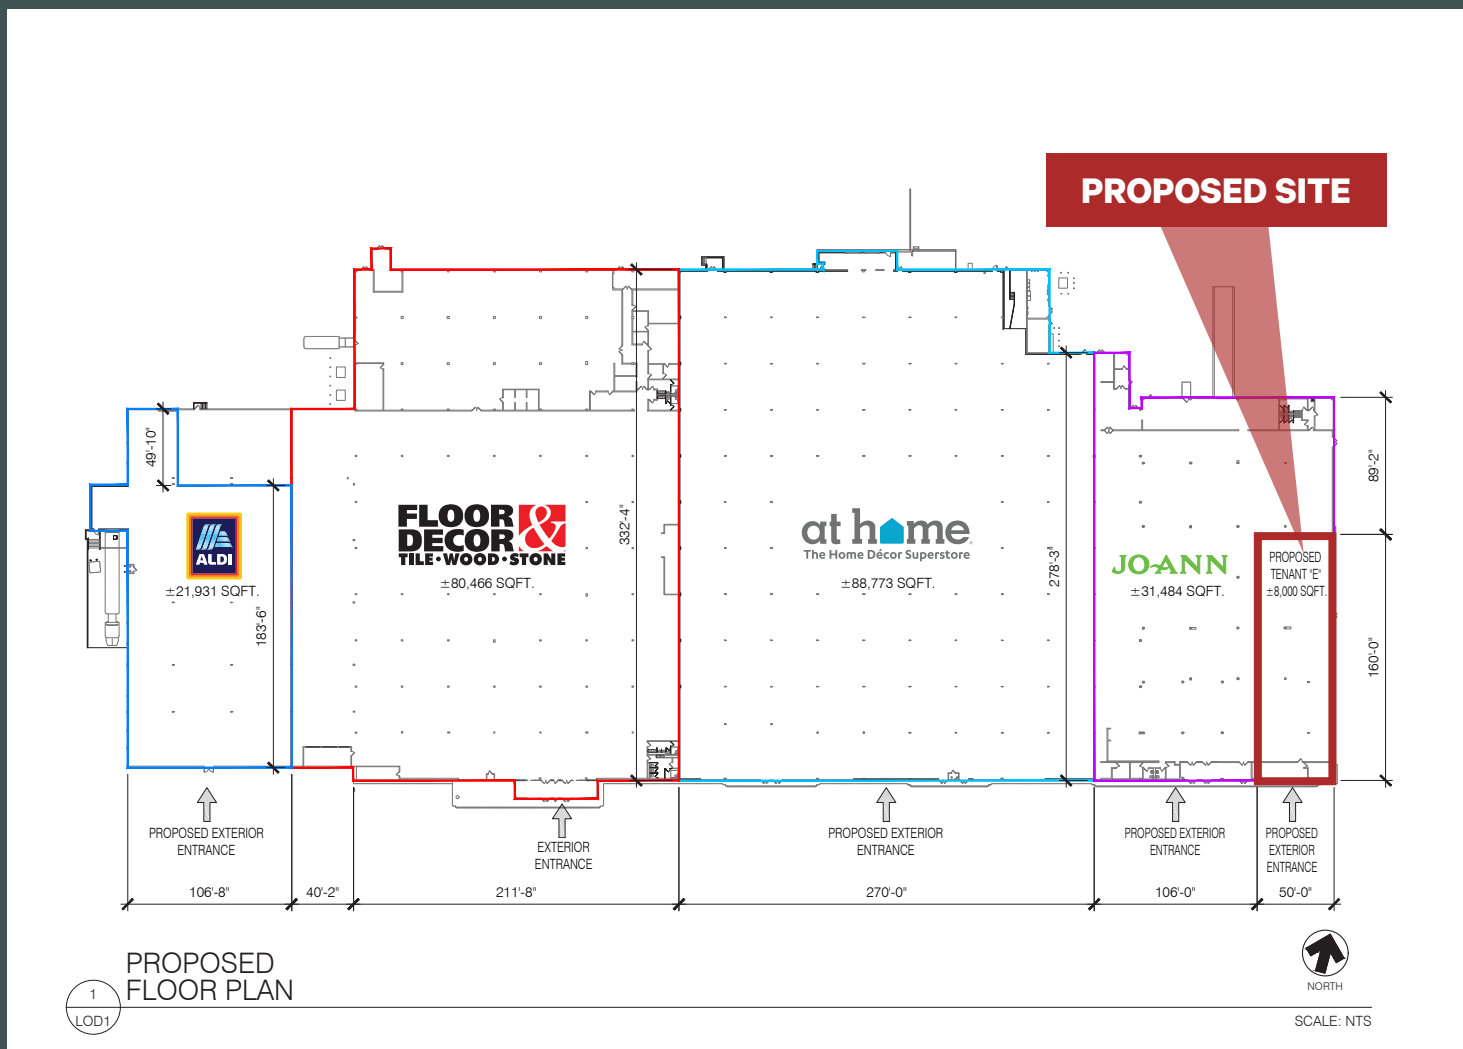 PROPOSED SITE
49'-10"
ALDI
±21,931 SQFT.
183'-6"
FLOOR &
DECOR
TILE•WOOD•STONE
±80,466 SQFT.
332'-4"
at home
The Home Décor Superstore
±88,773 SQFT.
278'-3"
JO-ANN
±31,484 SQFT.
PROPOSED
TENANT "E"
±8,000 SQFT.
89'-2"
160'-0"
PROPOSED EXTERIOR
ENTRANCE
EXTERIOR
ENTRANCE
PROPOSED EXTERIOR
ENTRANCE
PROPOSED EXTERIOR
ENTRANCE
PROPOSED
EXTERIOR
ENTRANCE
106'-8"
40'-2"
211'-8"
270'-0"
106'-0"
50'-0"
PROPOSED
FLOOR PLAN
1
LOD1
NORTH
SCALE: NTS